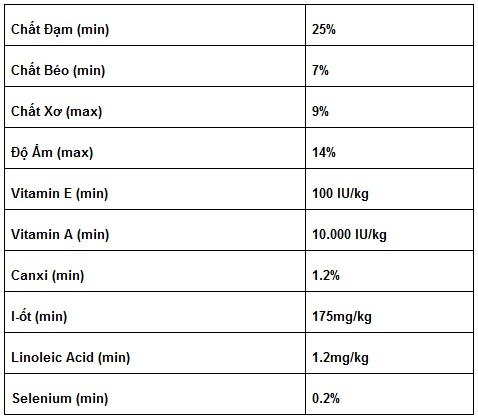 Chất Đạm (min) 25%
Chất Béo (min) 7%
Chất Xơ (max) 9%
Độ Ẩm (max) 14%
Vitamin E (min) 100 IU/kg
Vitamin A (min) 10.000 IU/kg
Canxi (min) 1.2%
I-ốt (min) 175mg/kg
Linoleic Acid (min) 1.2mg/kg
Selenium (min) 0.2%